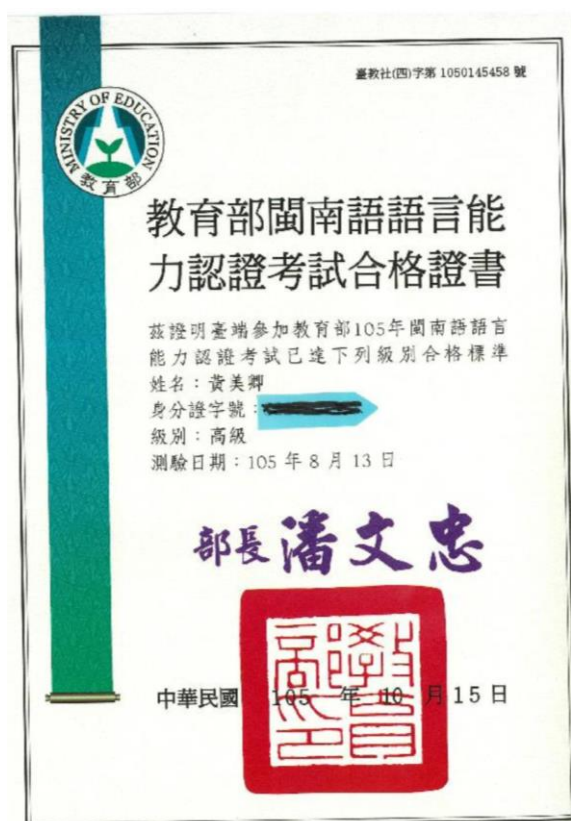 臺教社(四)字第 1050145458 號
MINISTRY OF EDUCATION
教育部
教育部閩南語語言能
力認證考試合格證書
茲證明臺端參加教育部105年閩南語語言
能力認證考試已達下列級別合格標準
姓名：黃美卿
身分證字號：
級別：高級
測驗日期：105 年 8 月 13 日
部長 潘文忠
教育部印
中華民國 105 年 10 月 15 日